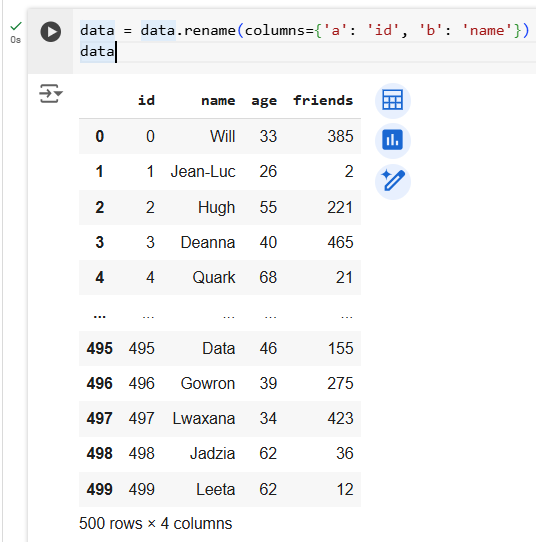 data = data.rename(columns={'a': 'id', 'b': 'name'})
0s
data
id name age friends
0 0 Will 33 385
1 1 Jean-Luc 26 2
2 2 Hugh 55 221
3 3 Deanna 40 465
4 4 Quark 68 21
... ... ... ... ...
495 495 Data 46 155
496 496 Gowron 39 275
497 497 Lwaxana 34 423
498 498 Jadzia 62 36
499 499 Leeta 62 12
500 rows × 4 columns